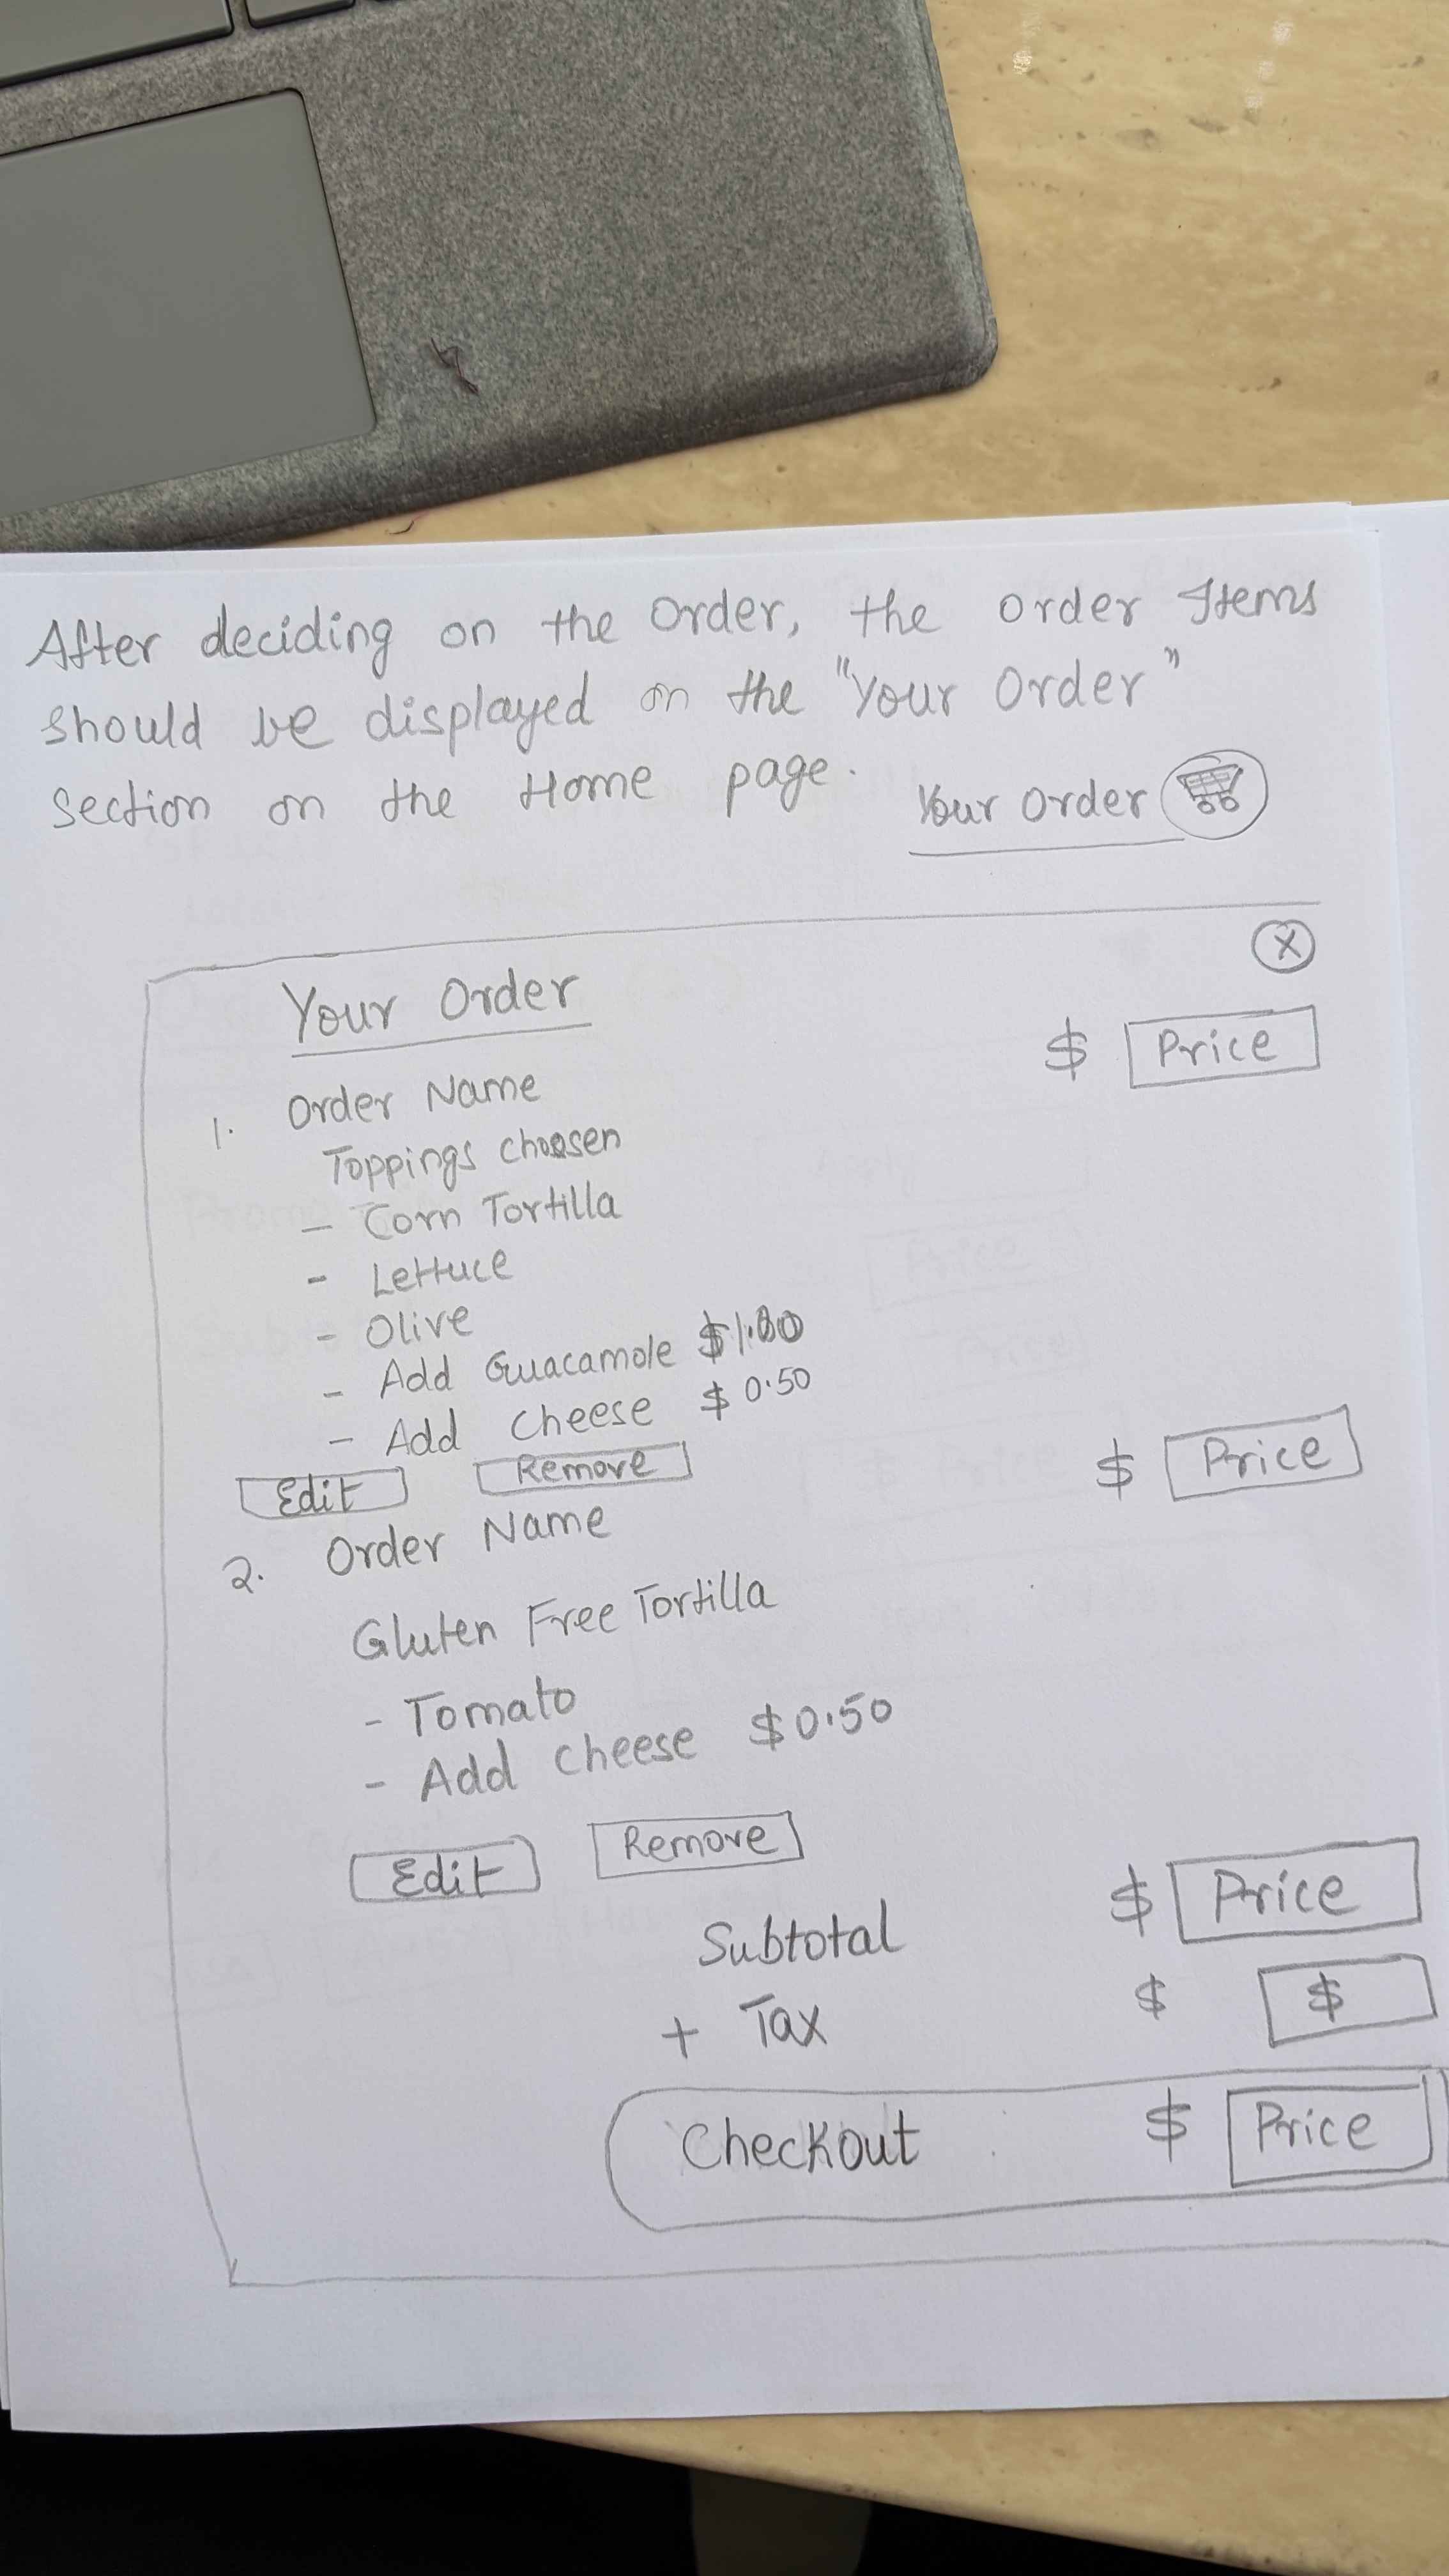 After deciding on the Order, the order Items
should be displayed on the "Your Order"
section on the Home page.
Your Order
Your Order
$ Price
1. Order Name
Toppings choosen
- Corn Tortilla
- Lettuce
- Olive
- Add Guacamole $1.00
- Add Cheese $0.50
Edit Remove
$ Price
2. Order Name
Gluten Free Tortilla
- Tomato
- Add cheese $0.50
Edit Remove
Subtotal $ Price
+ Tax $ $
Checkout $ Price